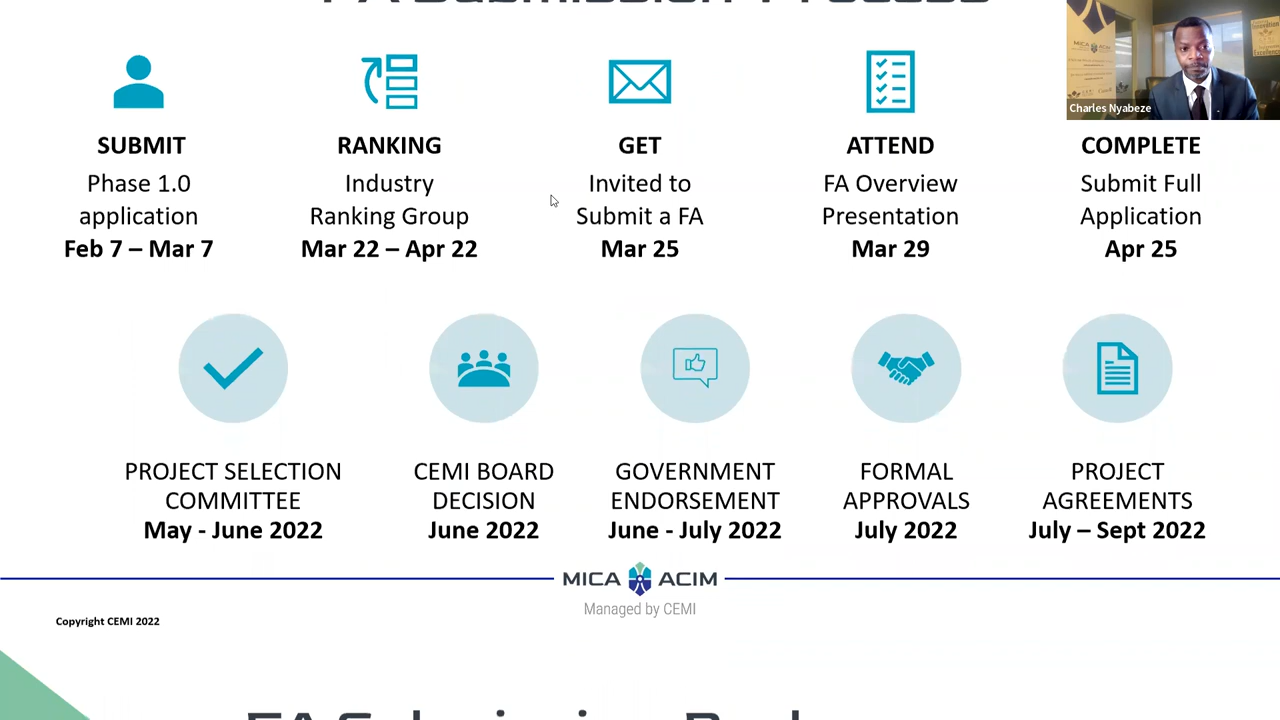 FA Submission Process
Charles Nyabeze
SUBMIT
Phase 1.0
application
Feb 7 – Mar 7
RANKING
Industry
Ranking Group
Mar 22 – Apr 22
GET
Invited to
Submit a FA
Mar 25
ATTEND
FA Overview
Presentation
Mar 29
COMPLETE
Submit Full
Application
Apr 25
PROJECT SELECTION
COMMITTEE
May - June 2022
CEMI BOARD
DECISION
June 2022
GOVERNMENT
ENDORSEMENT
June - July 2022
FORMAL
APPROVALS
July 2022
PROJECT
AGREEMENTS
July – Sept 2022
MICA ACIM
Managed by CEMI
Copyright CEMI 2022